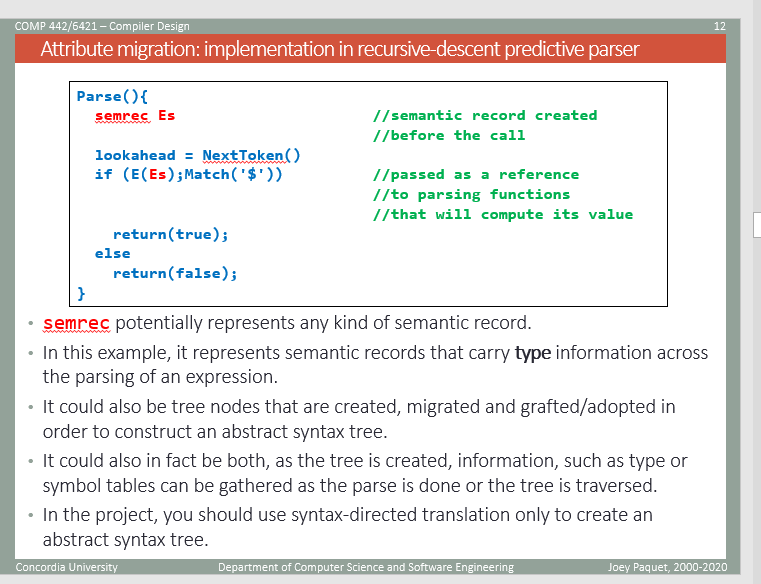 COMP 442/6421 – Compiler Design 12
Attribute migration: implementation in recursive-descent predictive parser
Parse(){
semrec Es //semantic record created
//before the call
lookahead = NextToken()
if (E(Es);Match('$')) //passed as a reference
//to parsing functions
//that will compute its value
return(true);
else
return(false);
}
• semrec potentially represents any kind of semantic record.
• In this example, it represents semantic records that carry type information across
the parsing of an expression.
• It could also be tree nodes that are created, migrated and grafted/adopted in
order to construct an abstract syntax tree.
• It could also in fact be both, as the tree is created, information, such as type or
symbol tables can be gathered as the parse is done or the tree is traversed.
• In the project, you should use syntax-directed translation only to create an
abstract syntax tree.
Concordia University Department of Computer Science and Software Engineering Joey Paquet, 2000-2020